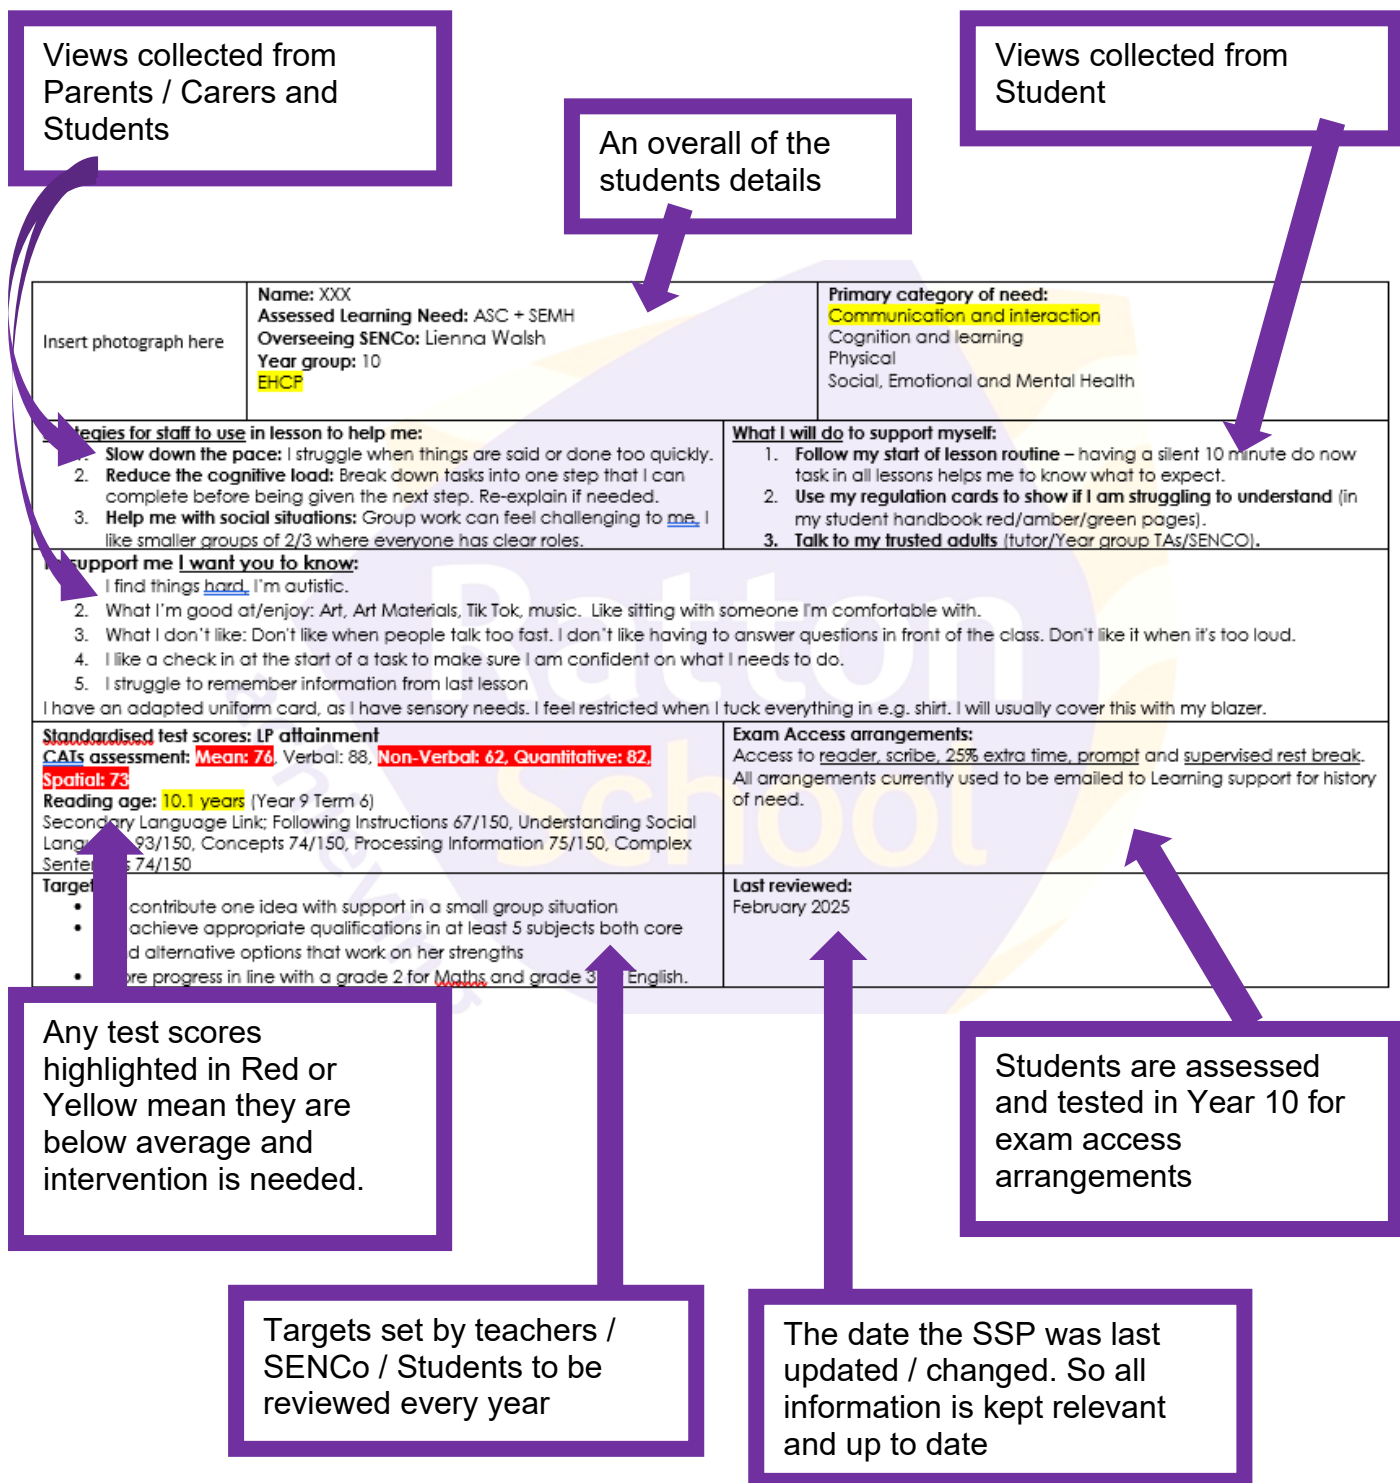 Views collected from
Parents / Carers and
Students
An overall of the
students details
Views collected from
Student
Insert photograph here
Name: XXX
Assessed Learning Need: ASC + SEMH
Overseeing SENCo: Lienna Walsh
Year group: 10
EHCP
Primary category of need:
Communication and interaction
Cognition and learning
Physical
Social, Emotional and Mental Health
tegies for staff to use in lesson to help me:
Slow down the pace: I struggle when things are said or done too quickly.
2. Reduce the cognitive load: Break down tasks into one step that I can
complete before being given the next step. Re-explain if needed.
3. Help me with social situations: Group work can feel challenging to me, I
like smaller groups of 2/3 where everyone has clear roles.
What I will do to support myself:
1. Follow my start of lesson routine – having a silent 10 minute do now
task in all lessons helps me to know what to expect.
2. Use my regulation cards to show if I am struggling to understand (in
my student handbook red/amber/green pages).
3. Talk to my trusted adults (tutor/Year group TAs/SENCO).
support me I want you to know:
I find things hard, I'm autistic.
2. What I'm good at/enjoy: Art, Art Materials, Tik Tok, music. Like sitting with someone I'm comfortable with.
3. What I don't like: Don't like when people talk too fast. I don't like having to answer questions in front of the class. Don't like it when it's too loud.
4. I like a check in at the start of a task to make sure I am confident on what I needs to do.
5. I struggle to remember information from last lesson
I have an adapted uniform card, as I have sensory needs. I feel restricted when I tuck everything in e.g. shirt. I will usually cover this with my blazer.
Standardised test scores: LP attainment
CATs assessment: Mean: 76, Verbal: 88, Non-Verbal: 62, Quantitative: 82,
Spatial: 73
Reading age: 10.1 years (Year 9 Term 6)
Secondary Language Link; Following Instructions 67/150, Understanding Social
Lang 93/150, Concepts 74/150, Processing Information 75/150, Complex
Sente s 74/150
Exam Access arrangements:
Access to reader, scribe, 25% extra time, prompt and supervised rest break.
All arrangements currently used to be emailed to Learning support for history
of need.
Target
contribute one idea with support in a small group situation
achieve appropriate qualifications in at least 5 subjects both core
d alternative options that work on her strengths
re progress in line with a grade 2 for Maths and grade 3 English.
Last reviewed:
February 2025
Ratton
School
Any test scores
highlighted in Red or
Yellow mean they are
below average and
intervention is needed.
Students are assessed
and tested in Year 10 for
exam access
arrangements
Targets set by teachers /
SENCo / Students to be
reviewed every year
The date the SSP was last
updated / changed. So all
information is kept relevant
and up to date